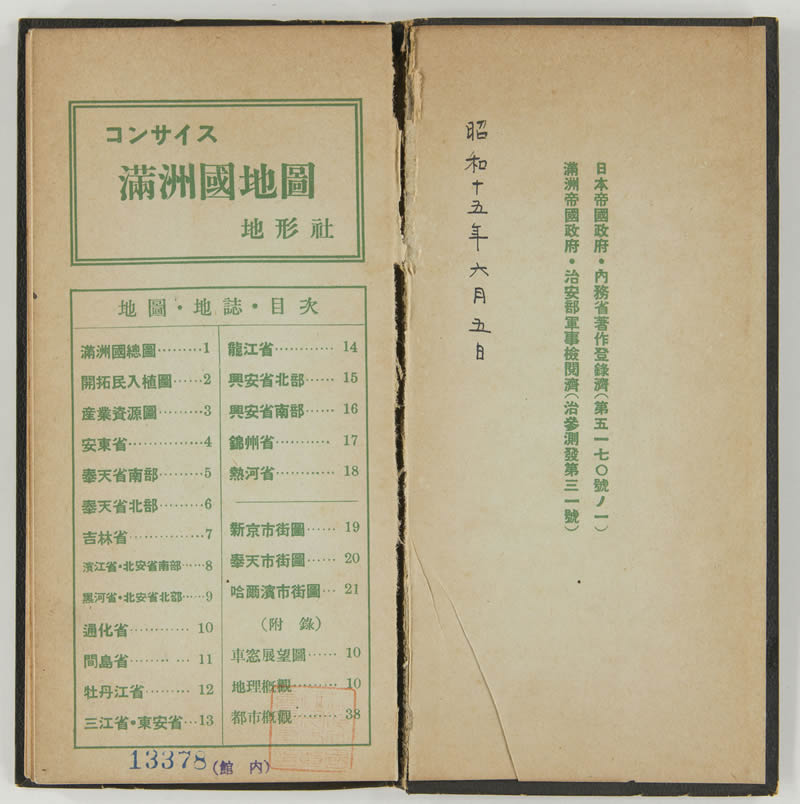 コンサイス
滿洲國地圖
地形社
地圖・地誌・目次
滿洲國總圖………1
開拓民入植圖……2
産業資源圖………3
安東省……………4
奉天省南部………5
奉天省北部………6
吉林省……………7
濱江省・北安省南部……8
黑河省・北安省北部……9
通化省…………10
間島省…………11
牡丹江省………12
三江省・東安省…13
龍江省…………14
興安省北部……15
興安省南部……16
錦州省…………17
熱河省…………18
新京市街圖……19
奉天市街圖……20
哈爾濱市街圖…21
(附錄)
車窓展望圖……10
地理概觀………10
都市概觀………38
13378(館内)
日本帝國政府・内務省著作登錄濟(第五一七〇號ノ一)
滿洲帝國政府・治安部軍事檢閱濟(治參測發第三一號)
昭和十五年六月五日